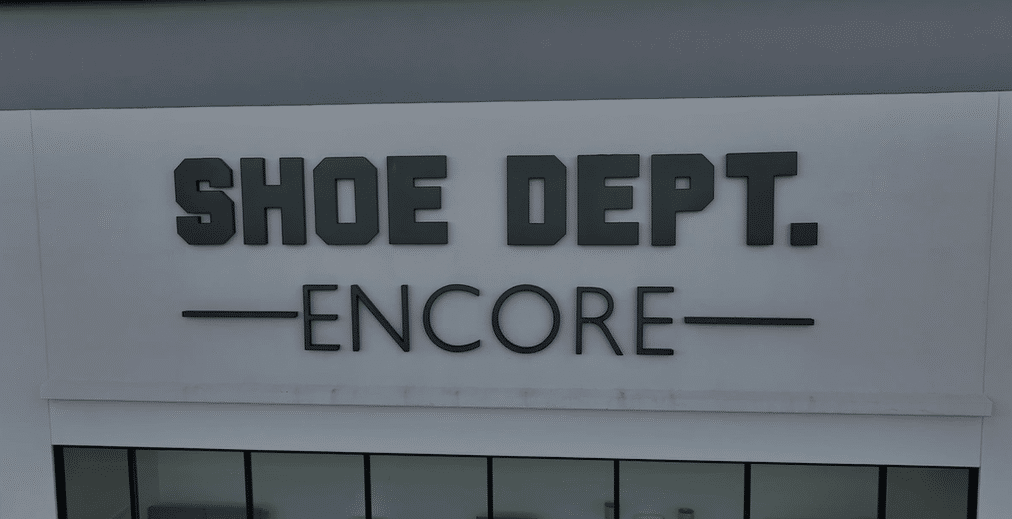 SHOE DEPT.
ENCORE